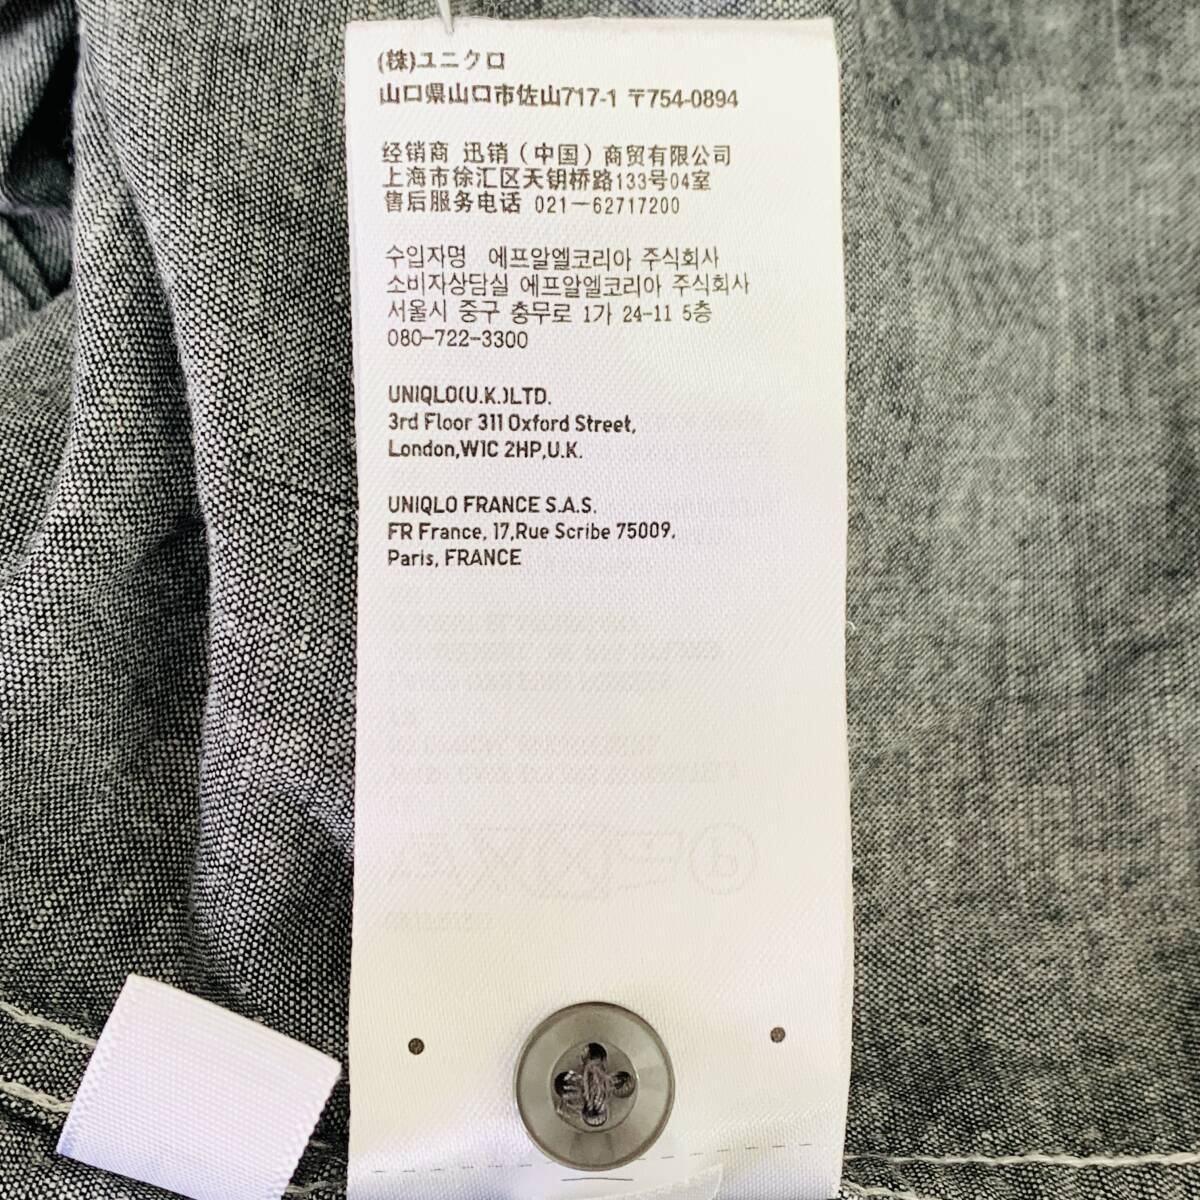 (株)ユニクロ
山口県山口市佐山717-1 〒754-0894
经销商 迅销（中国）商贸有限公司
上海市徐汇区天钥桥路133号04室
售后服务电话 021-62717200
수입자명 에프알엘코리아 주식회사
소비자상담실 에프알엘코리아 주식회사
서울시 중구 충무로 1가 24-11 5층
080-722-3300
UNIQLO(U.K.)LTD.
3rd Floor 311 Oxford Street,
London,W1C 2HP,U.K.
UNIQLO FRANCE S.A.S.
FR France, 17,Rue Scribe 75009,
Paris, FRANCE